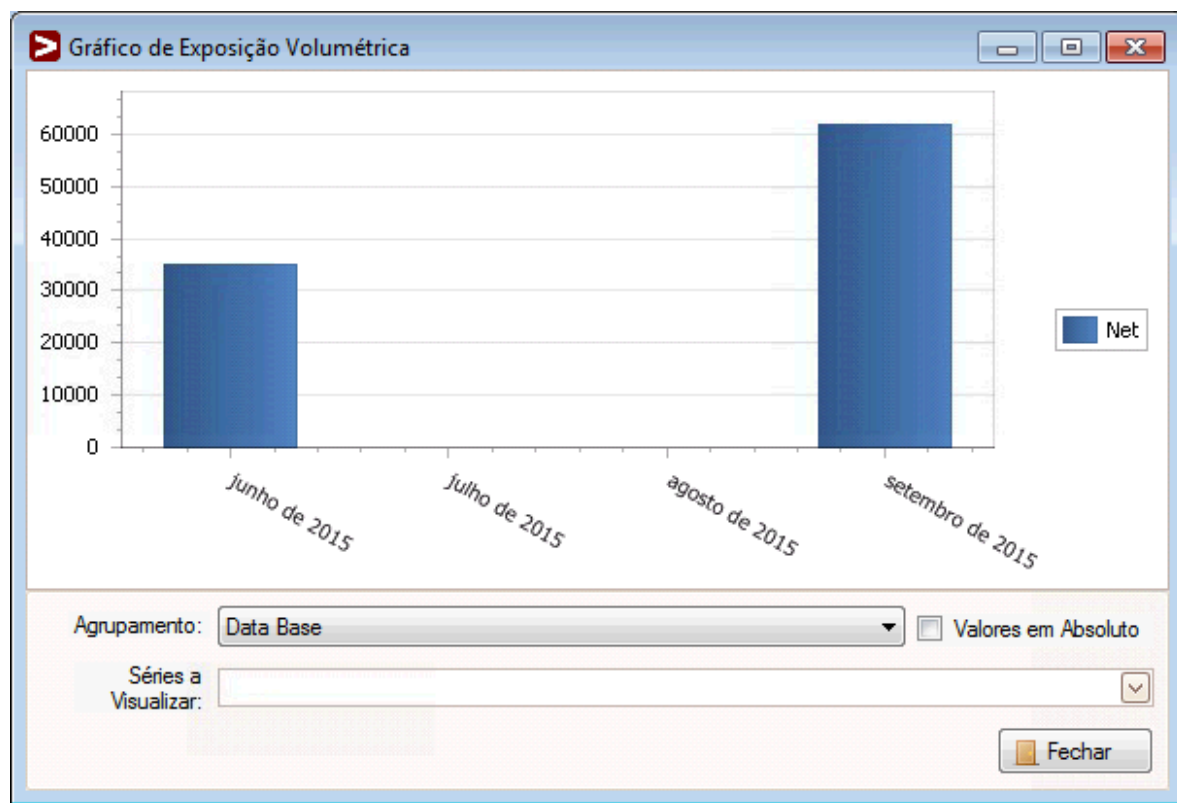 Gráfico de Exposição Volumétrica
60000
50000
40000
30000
20000
10000
0
junho de 2015
julho de 2015
agosto de 2015
setembro de 2015
Net
Agrupamento:
Data Base
Valores em Absoluto
Séries a
Visualizar:
Fechar